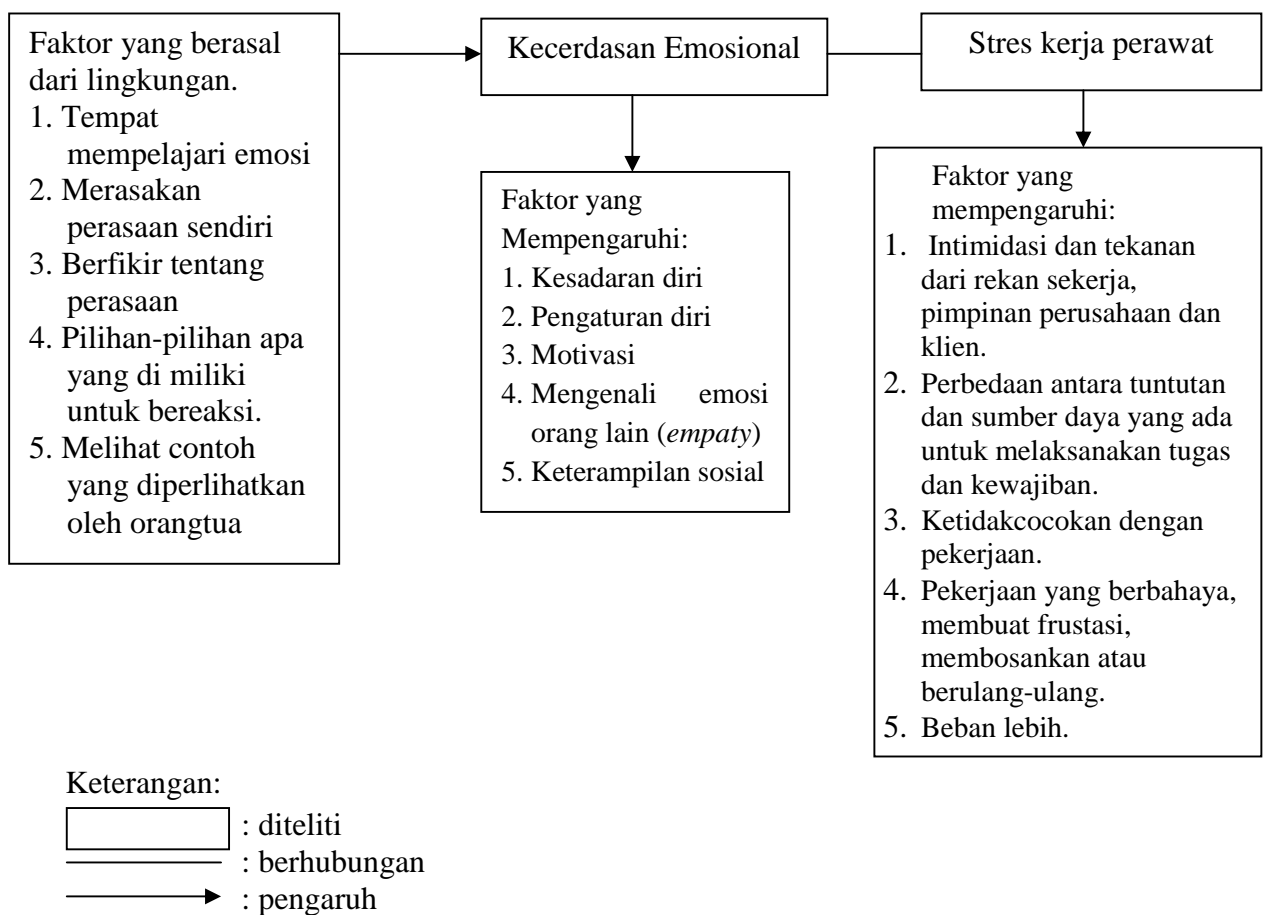 Faktor yang berasal
dari lingkungan.
1. Tempat
mempelajari emosi
2. Merasakan
perasaan sendiri
3. Berfikir tentang
perasaan
4. Pilihan-pilihan apa
yang di miliki
untuk bereaksi.
5. Melihat contoh
yang diperlihatkan
oleh orangtua
Kecerdasan Emosional
Faktor yang
Mempengaruhi:
1. Kesadaran diri
2. Pengaturan diri
3. Motivasi
4. Mengenali emosi
orang lain (empaty)
5. Keterampilan sosial
Stres kerja perawat
Faktor yang
mempengaruhi:
1. Intimidasi dan tekanan
dari rekan sekerja,
pimpinan perusahaan dan
klien.
2. Perbedaan antara tuntutan
dan sumber daya yang ada
untuk melaksanakan tugas
dan kewajiban.
3. Ketidakcocokan dengan
pekerjaan.
4. Pekerjaan yang berbahaya,
membuat frustasi,
membosankan atau
berulang-ulang.
5. Beban lebih.
Keterangan:
: diteliti
: berhubungan
: pengaruh